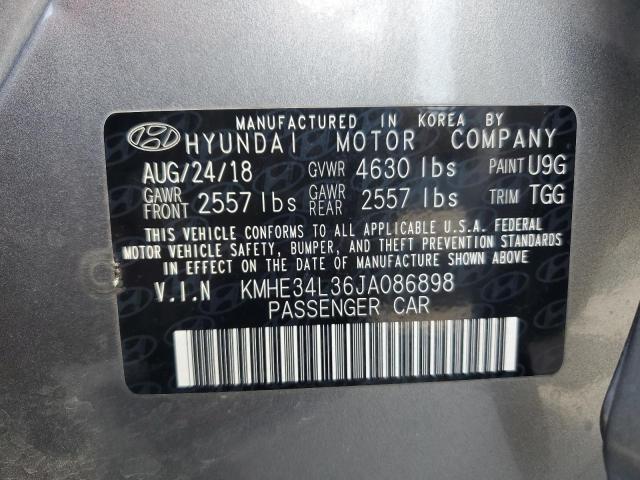 MANUFACTURED IN KOREA BY
HYUNDAI MOTOR COMPANY
AUG/24/18 GVWR 4630 lbs PAINT U9G
GAWR FRONT 2557 lbs GAWR REAR 2557 lbs TRIM TGG
THIS VEHICLE CONFORMS TO ALL APPLICABLE U.S.A. FEDERAL
MOTOR VEHICLE SAFETY, BUMPER, AND THEFT PREVENTION STANDARDS
IN EFFECT ON THE DATE OF MANUFACTURE SHOWN ABOVE.
V.I.N KMHE34L36JA086898
PASSENGER CAR